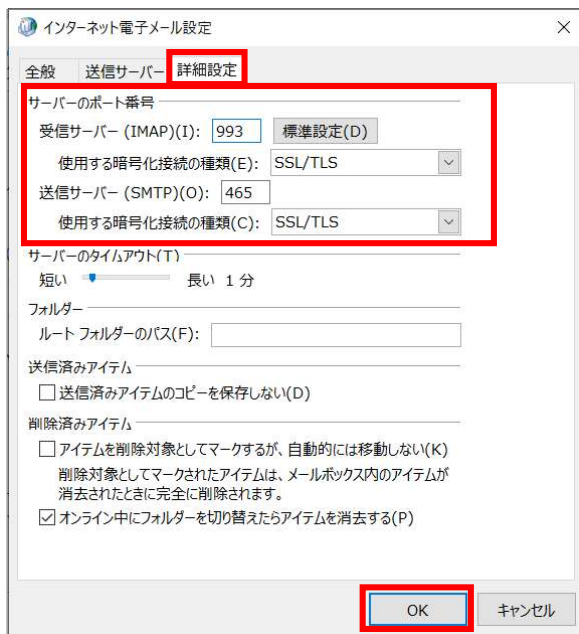 インターネット電子メール設定
全般 送信サーバー 詳細設定
サーバーのポート番号
受信サーバー (IMAP)(I): 993 標準設定(D)
使用する暗号化接続の種類(E): SSL/TLS
送信サーバー (SMTP)(O): 465
使用する暗号化接続の種類(C): SSL/TLS
サーバーのタイムアウト(T)
短い 長い 1 分
フォルダー
ルート フォルダーのパス(F):
送信済みアイテム
送信済みアイテムのコピーを保存しない(D)
削除済みアイテム
アイテムを削除対象としてマークするが、自動的には移動しない(K)
削除対象としてマークされたアイテムは、メールボックス内のアイテムが
消去されたときに完全に削除されます。
オンライン中にフォルダーを切り替えたらアイテムを消去する(P)
OK キャンセル